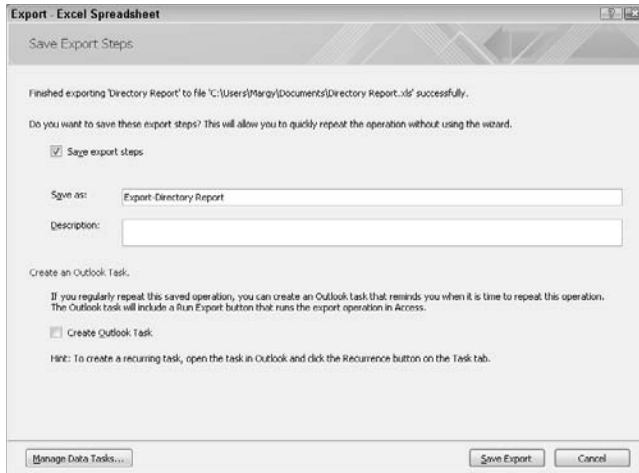 Export - Excel Spreadsheet
Save Export Steps
Finished exporting 'Directory Report' to file 'C:\Users\Margy\Documents\Directory Report.xls' successfully.
Do you want to save these export steps? This will allow you to quickly repeat the operation without using the wizard.
Save export steps
Save as: Export-Directory Report
Description:
Create an Outlook Task.
If you regularly repeat this saved operation, you can create an Outlook task that reminds you when it is time to repeat this operation.
The Outlook task will include a Run Export button that runs the export operation in Access.
Create Outlook Task
Hint: To create a recurring task, open the task in Outlook and click the Recurrence button on the Task tab.
Manage Data Tasks... Save Export Cancel